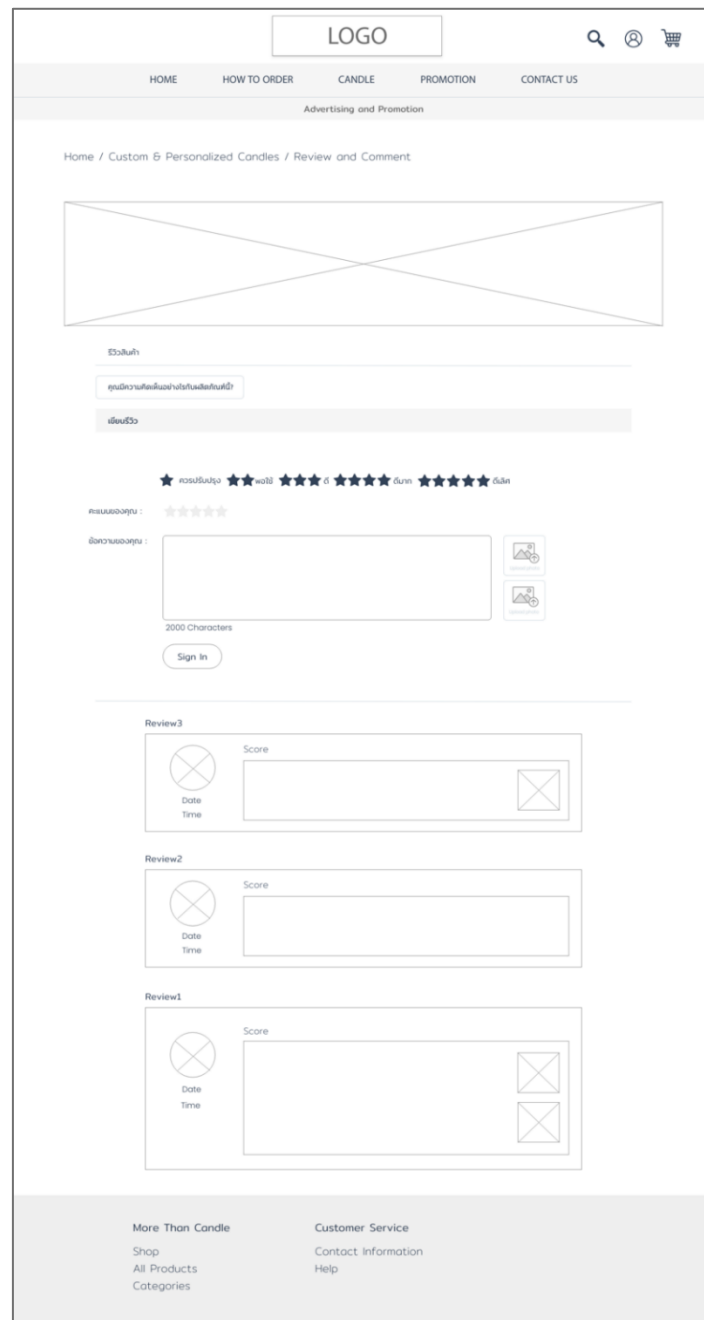 LOGO
HOME HOW TO ORDER CANDLE PROMOTION CONTACT US
Advertising and Promotion
Home / Custom & Personalized Candles / Review and Comment
รีวิวสินค้า
คุณมีความคิดเห็นอย่างไรกับผลิตภัณฑ์นี้?
เขียนรีวิว
ควรปรับปรุง พอใช้ ดี ดีมาก ดีเลิศ
คะแนนของคุณ :
ข้อความของคุณ :
2000 Characters
Sign In
Review3
Score
Date
Time
Review2
Score
Date
Time
Review1
Score
Date
Time
More Than Candle
Shop
All Products
Categories
Customer Service
Contact Information
Help